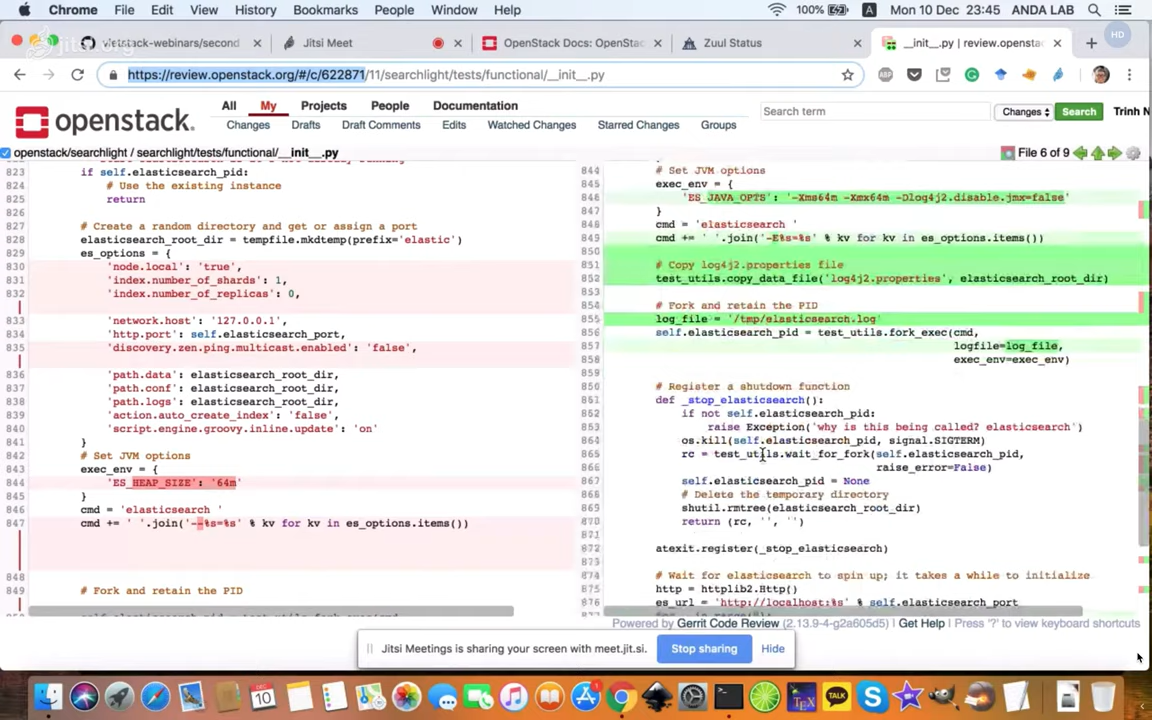 Chrome File Edit View History Bookmarks People Window Help 100% A Mon 10 Dec 23:45 ANDA LAB
jitsi.org
vietstack-webinars/second Jitsi Meet OpenStack Docs: OpenStac Zuul Status __init__.py | review.opensta HD
https://review.openstack.org/#/c/622871/11/searchlight/tests/functional/__init__.py
All My Projects People Documentation Search term Changes Search Trinh N
openstack. Changes Drafts Draft Comments Edits Watched Changes Starred Changes Groups
openstack/searchlight / searchlight/tests/functional/__init__.py File 6 of 9
823 if self.elasticsearch_pid:
824 # Use the existing instance
825 return
826
827 # Create a random directory and get or assign a port
828 elasticsearch_root_dir = tempfile.mkdtemp(prefix='elastic')
829 es_options = {
830 'node.local': 'true',
831 'index.number_of_shards': 1,
832 'index.number_of_replicas': 0,
833 'network.host': '127.0.0.1',
834 'http.port': self.elasticsearch_port,
835 'discovery.zen.ping.multicast.enabled': 'false',
836 'path.data': elasticsearch_root_dir,
837 'path.conf': elasticsearch_root_dir,
838 'path.logs': elasticsearch_root_dir,
839 'action.auto_create_index': 'false',
840 'script.engine.groovy.inline.update': 'on'
841 }
842 # Set JVM options
843 exec_env = {
844 'ES_HEAP_SIZE': '64m'
845 }
846 cmd = 'elasticsearch '
847 cmd += ' '.join('--%s=%s' % kv for kv in es_options.items())
848
849 # Fork and retain the PID
844 # Set JVM options
845 exec_env = {
846 'ES_JAVA_OPTS': '-Xms64m -Xmx64m -Dlog4j2.disable.jmx=false'
847 }
848 cmd = 'elasticsearch '
849 cmd += ' '.join('-E%s=%s' % kv for kv in es_options.items())
850
851 # Copy log4j2.properties file
852 test_utils.copy_data_file('log4j2.properties', elasticsearch_root_dir)
853
854 # Fork and retain the PID
855 log_file = '/tmp/elasticsearch.log'
856 self.elasticsearch_pid = test_utils.fork_exec(cmd,
857 logfile=log_file,
858 exec_env=exec_env)
859
860 # Register a shutdown function
861 def _stop_elasticsearch():
862 if not self.elasticsearch_pid:
863 raise Exception('why is this being called? elasticsearch')
864 os.kill(self.elasticsearch_pid, signal.SIGTERM)
865 rc = test_utils.wait_for_fork(self.elasticsearch_pid,
866 raise_error=False)
867 self.elasticsearch_pid = None
868 # Delete the temporary directory
869 shutil.rmtree(elasticsearch_root_dir)
870 return (rc, '', '')
871
872 atexit.register(_stop_elasticsearch)
873
874 # Wait for elasticsearch to spin up; it takes a while to initialize
875 http = httplib2.Http()
876 es_url = 'http://localhost:%s' % self.elasticsearch_port
Powered by Gerrit Code Review (2.13.9-4-g2a605d5) | Get Help | Press '?' to view keyboard shortcuts
Jitsi Meetings is sharing your screen with meet.jit.si. Stop sharing Hide